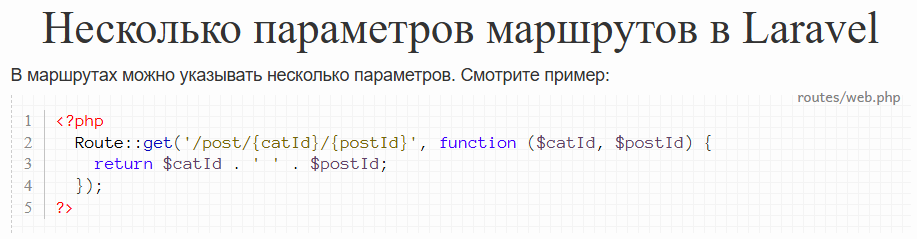 Несколько параметров маршрутов в Laravel
В маршрутах можно указывать несколько параметров. Смотрите пример:
routes/web.php
1 <?php
2 Route::get('/post/{catId}/{postId}', function ($catId, $postId) {
3 return $catId . ' ' . $postId;
4 });
5 ?>